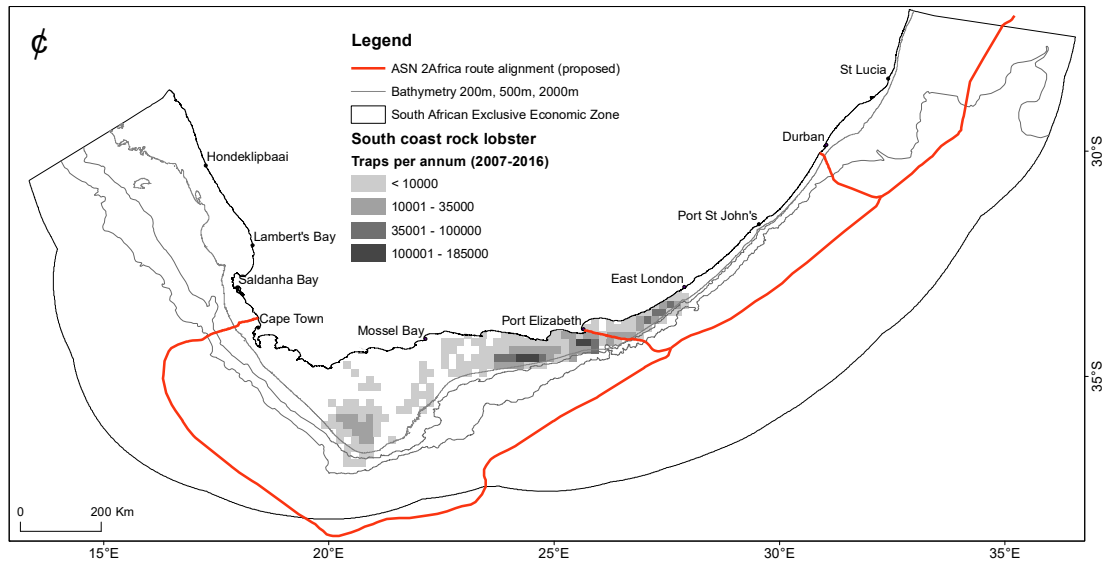 ¢
Legend
ASN 2Africa route alignment (proposed)
Bathymetry 200m, 500m, 2000m
South African Exclusive Economic Zone
South coast rock lobster
Traps per annum (2007-2016)
< 10000
10001 - 35000
35001 - 100000
100001 - 185000
St Lucia
Durban
30°S
Hondeklipbaai
Port St John's
Lambert's Bay
Saldanha Bay
East London
Cape Town
Mossel Bay
Port Elizabeth
35°S
0 200 Km
15°E 20°E 25°E 30°E 35°E